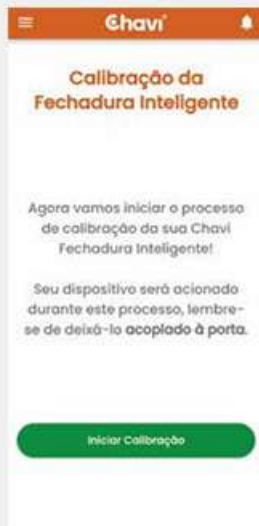 Chavi
Calibração da
Fechadura Inteligente
Agora vamos iniciar o processo
de calibração da sua Chavi
Fechadura Inteligente!
Seu dispositivo será acionado
durante este processo, lembre-
se de deixá-lo acoplado à porta.
Iniciar Calibração